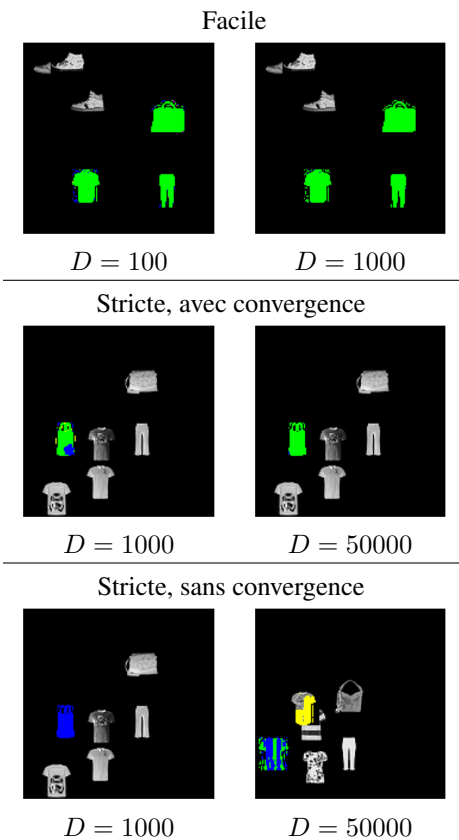 Facile
D = 100 D = 1000
Stricte, avec convergence
D = 1000 D = 50000
Stricte, sans convergence
D = 1000 D = 50000